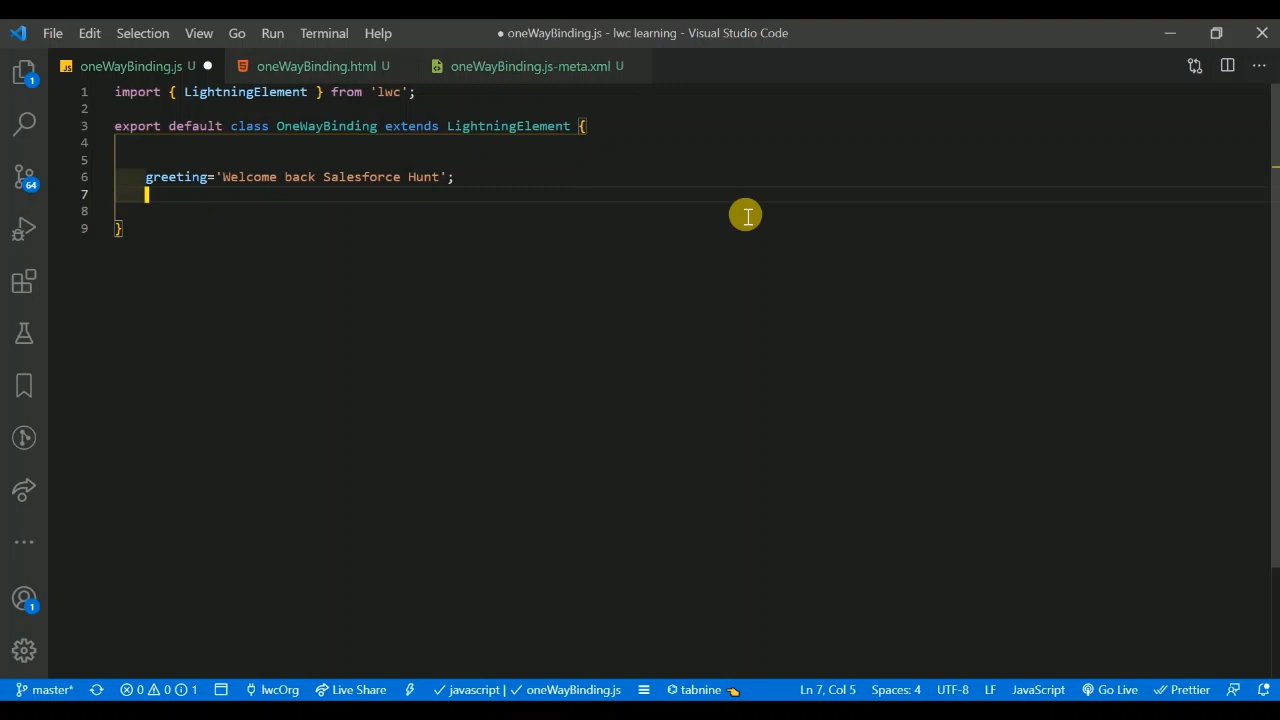 File Edit Selection View Go Run Terminal Help ● oneWayBinding.js - lwc learning - Visual Studio Code
JS oneWayBinding.js U ● oneWayBinding.html U oneWayBinding.js-meta.xml U
1 import { LightningElement } from 'lwc';
2
3 export default class OneWayBinding extends LightningElement {
4
5
6 greeting='Welcome back Salesforce Hunt';
7
8
9 }
1
64
1
master* 0 0 1 lwcOrg Live Share javascript | oneWayBinding.js tabnine Ln 7, Col 5 Spaces: 4 UTF-8 LF JavaScript Go Live Prettier